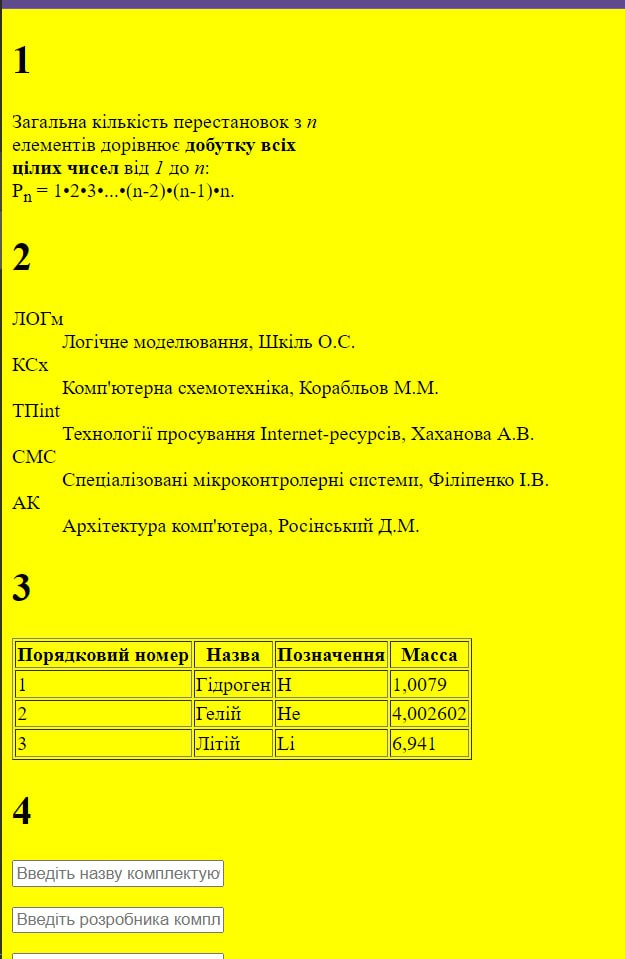 1
Загальна кількість перестановок з n
елементів дорівнює добутку всіх
цілих чисел від 1 до n:
Pn = 1•2•3•...•(n-2)•(n-1)•n.
2
ЛОГм
Логічне моделювання, Шкіль О.С.
КСх
Комп'ютерна схемотехніка, Корабльов М.М.
ТПint
Технології просування Internet-ресурсів, Хаханова А.В.
СМС
Спеціалізовані мікроконтролерні системи, Філіпенко І.В.
АК
Архітектура комп'ютера, Росінський Д.М.
3
Порядковий номер Назва Позначення Масса
1 Гідроген H 1,0079
2 Гелій He 4,002602
3 Літій Li 6,941
4
Введіть назву комплектую
Введіть розробника компл